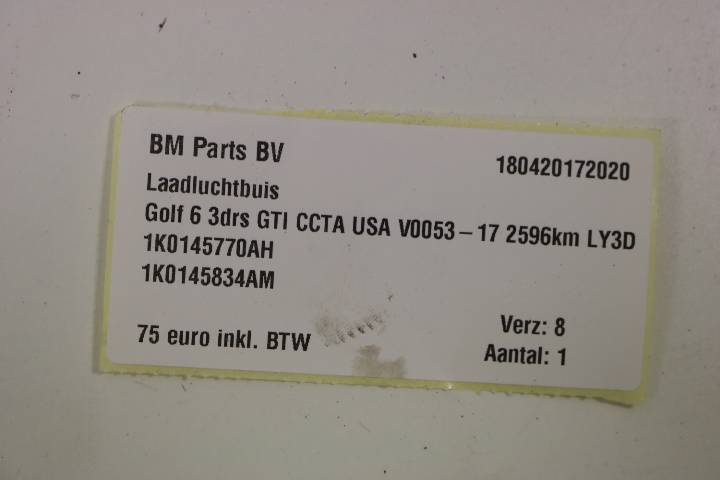 BM Parts BV
180420172020
Laadluchtbuis
Golf 6 3drs GTI CCTA USA V0053-17 2596km LY3D
1K0145770AH
1K0145834AM
75 euro inkl. BTW
Verz: 8
Aantal: 1